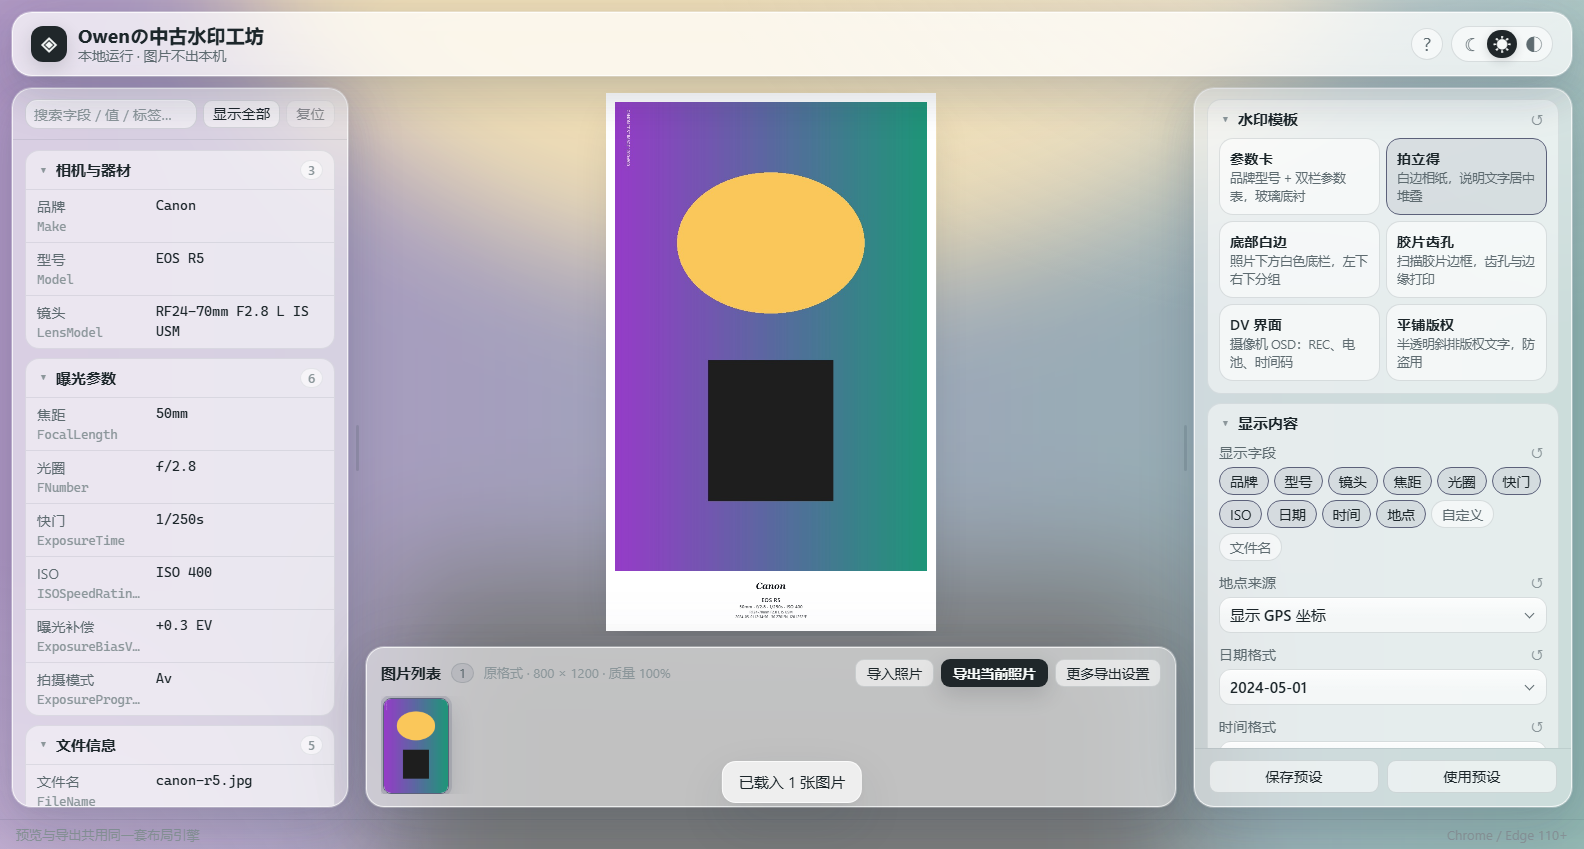 Owenの中古水印工坊
本地运行 · 图片不出本机
?
搜索字段 / 值 / 标签...
显示全部
复位
相机与器材
3
品牌
Canon
Make
型号
EOS R5
Model
镜头
RF24-70mm F2.8 L IS
USM
LensModel
曝光参数
6
焦距
50mm
FocalLength
光圈
f/2.8
FNumber
快门
1/250s
ExposureTime
ISO
ISO 400
ISOSpeedRatin…
曝光补偿
+0.3 EV
ExposureBiasV…
拍摄模式
Av
ExposureProgr…
文件信息
5
文件名
canon-r5.jpg
FileName
Canon
EOS R5
50mm · f/2.8 · 1/250s · ISO 400
图片列表
1
原格式 · 800 × 1200 · 质量 100%
导入照片
导出当前照片
更多导出设置
已载入 1 张图片
水印模板
参数卡
品牌型号 + 双栏参数
表，玻璃底衬
拍立得
白边相纸，说明文字居中
堆叠
底部白边
照片下方白色底栏，左下
右下分组
胶片齿孔
扫描胶片边框，齿孔与边
缘打印
DV 界面
摄像机 OSD：REC、电
池、时间码
平铺版权
半透明斜排版权文字，防
盗用
显示内容
显示字段
品牌
型号
镜头
焦距
光圈
快门
ISO
日期
时间
地点
自定义
文件名
地点来源
显示 GPS 坐标
日期格式
2024-05-01
时间格式
保存预设
使用预设
预览与导出共用同一套布局引擎
Chrome / Edge 110+